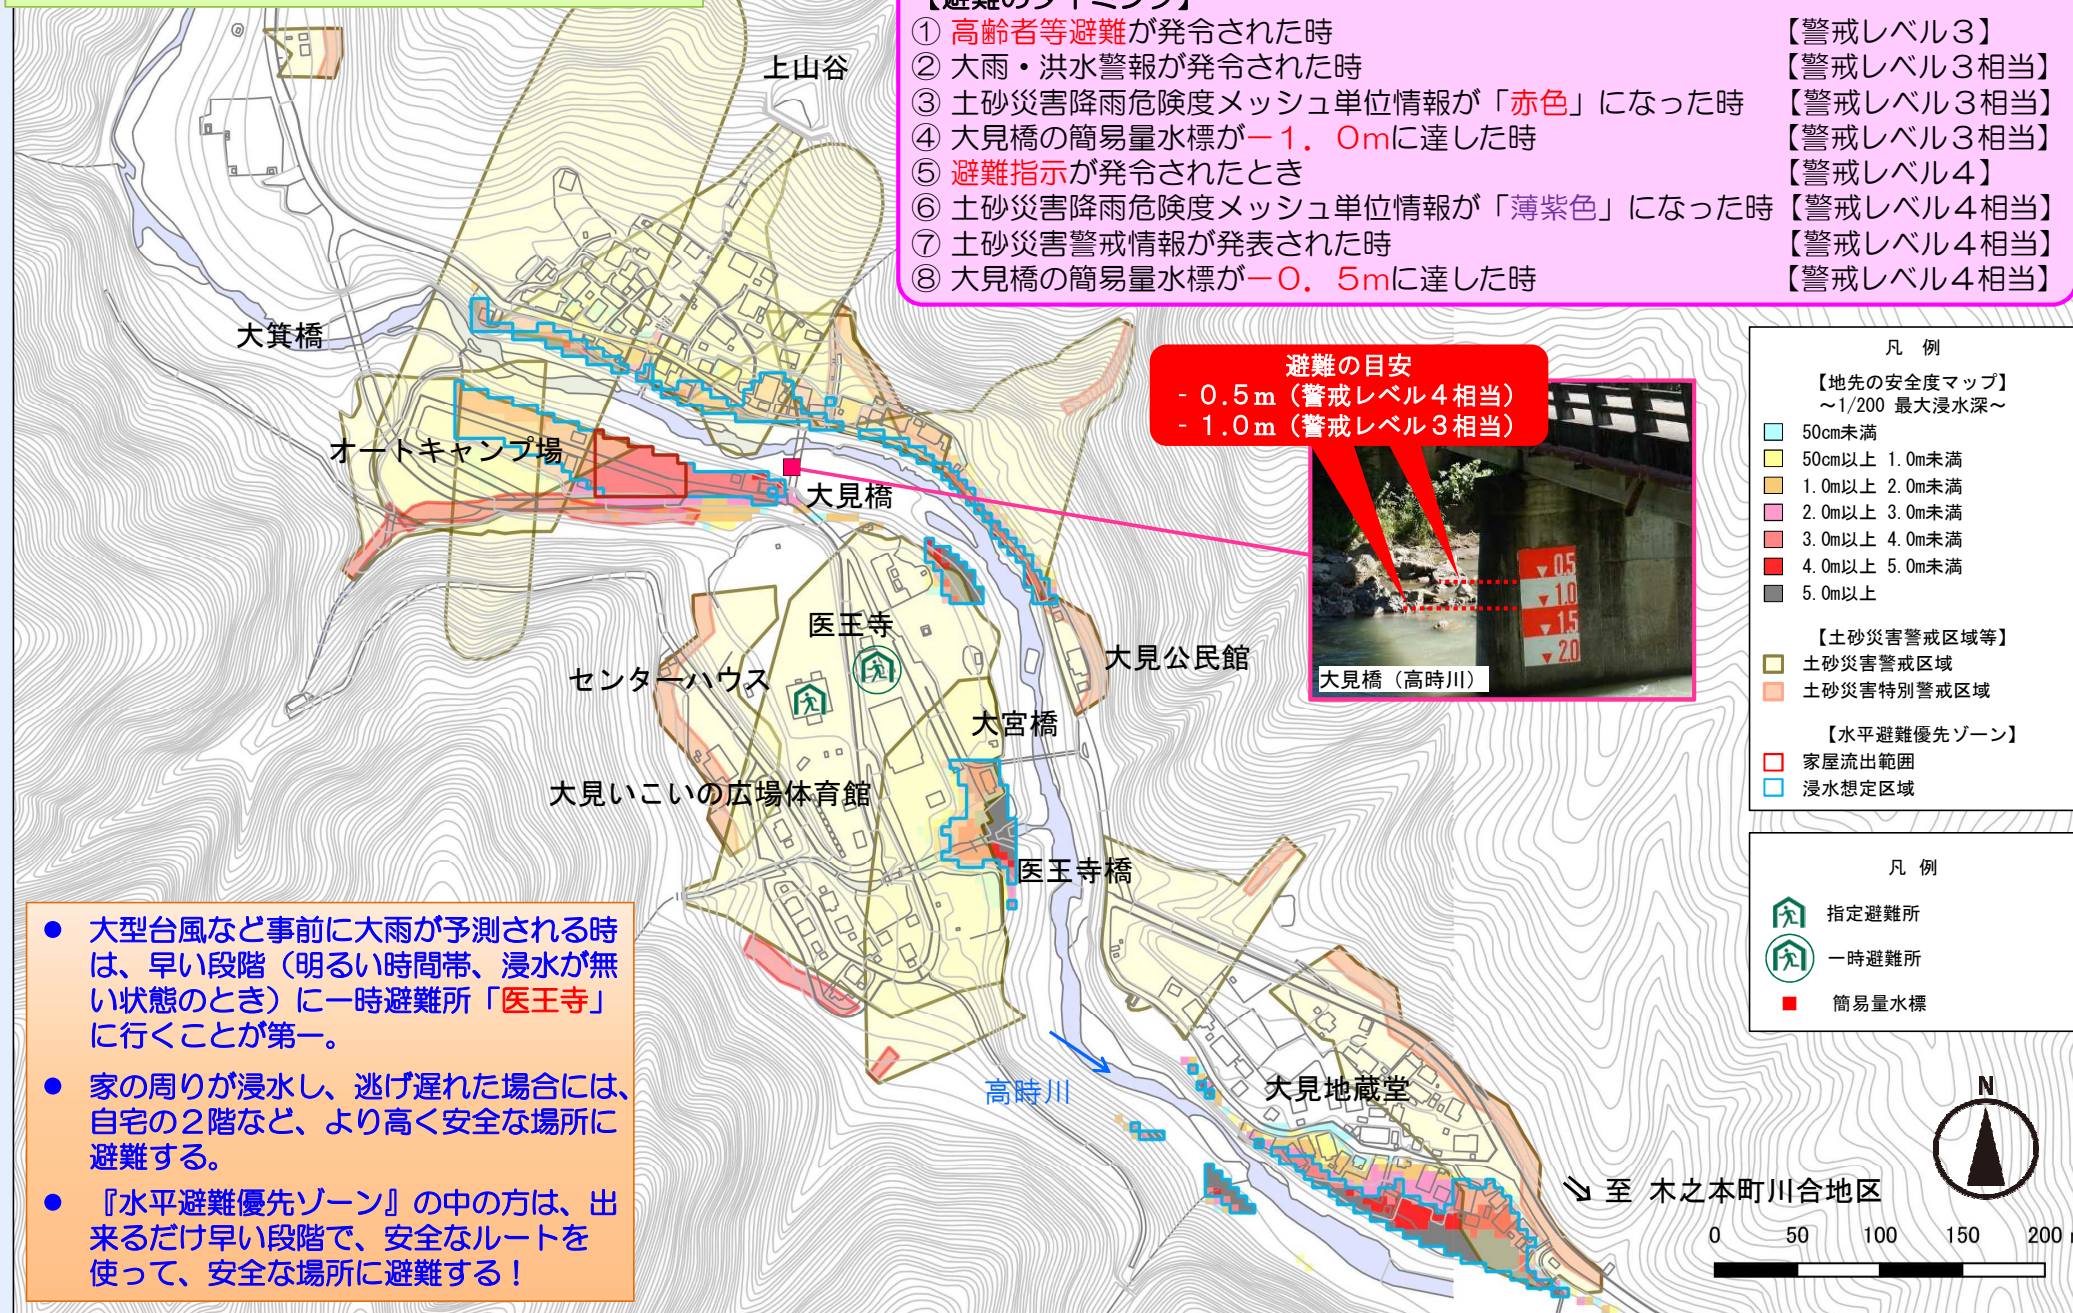 【避難のタイミング】
① 高齢者等避難が発令された時 【警戒レベル３】
② 大雨・洪水警報が発令された時 【警戒レベル３相当】
③ 土砂災害降雨危険度メッシュ単位情報が「赤色」になった時 【警戒レベル３相当】
④ 大見橋の簡易量水標が－１．０ｍに達した時 【警戒レベル３相当】
⑤ 避難指示が発令されたとき 【警戒レベル４】
⑥ 土砂災害降雨危険度メッシュ単位情報が「薄紫色」になった時 【警戒レベル４相当】
⑦ 土砂災害警戒情報が発表された時 【警戒レベル４相当】
⑧ 大見橋の簡易量水標が－０．５ｍに達した時 【警戒レベル４相当】
上山谷
大箕橋
オートキャンプ場
大見橋
医王寺
センターハウス
大見公民館
大宮橋
大見いこいの広場体育館
医王寺橋
高時川
大見地蔵堂
至 木之本町川合地区
避難の目安
- 0.5ｍ（警戒レベル４相当）
- 1.0ｍ（警戒レベル３相当）
▼ 0.5
▼ 1.0
▼ 1.5
▼ 2.0
大見橋（高時川）
凡 例
【地先の安全度マップ】
～1/200 最大浸水深～
50cm未満
50cm以上 1.0m未満
1.0m以上 2.0m未満
2.0m以上 3.0m未満
3.0m以上 4.0m未満
4.0m以上 5.0m未満
5.0m以上
【土砂災害警戒区域等】
土砂災害警戒区域
土砂災害特別警戒区域
【水平避難優先ゾーン】
家屋流出範囲
浸水想定区域
凡 例
指定避難所
一時避難所
簡易量水標
● 大型台風など事前に大雨が予測される時
は、早い段階（明るい時間帯、浸水が無
い状態のとき）に一時避難所「医王寺」
に行くことが第一。
● 家の周りが浸水し、逃げ遅れた場合には、
自宅の２階など、より高く安全な場所に
避難する。
● 『水平避難優先ゾーン』の中の方は、出
来るだけ早い段階で、安全なルートを
使って、安全な場所に避難する！
N
0 50 100 150 200 m